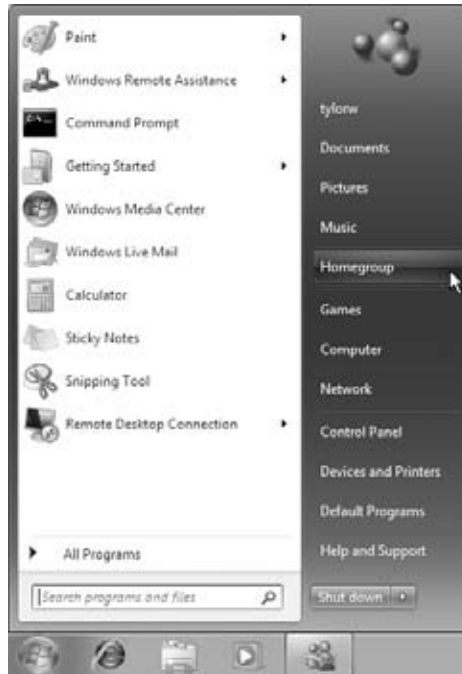 Paint
Windows Remote Assistance
Command Prompt
Getting Started
Windows Media Center
Windows Live Mail
Calculator
Sticky Notes
Snipping Tool
Remote Desktop Connection
All Programs
Search programs and files
tylorw
Documents
Pictures
Music
Homegroup
Games
Computer
Network
Control Panel
Devices and Printers
Default Programs
Help and Support
Shut down